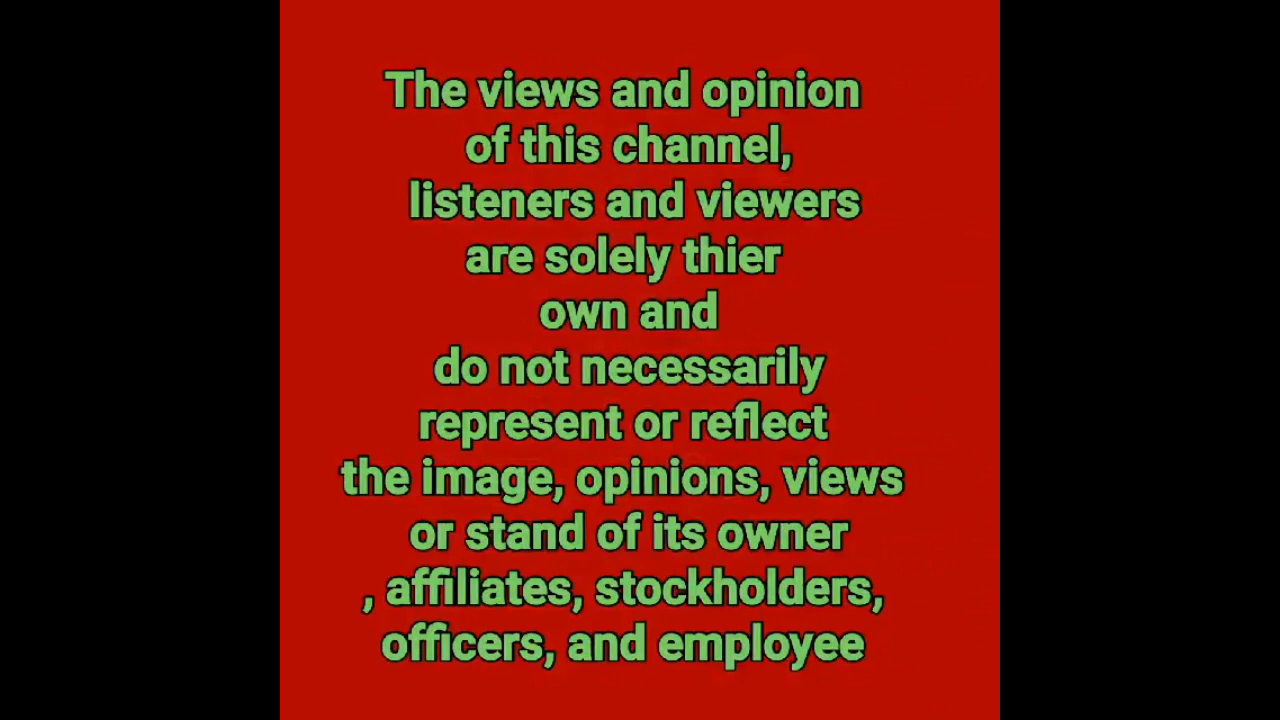 The views and opinion
of this channel,
listeners and viewers
are solely thier
own and
do not necessarily
represent or reflect
the image, opinions, views
or stand of its owner
, affiliates, stockholders,
officers, and employee